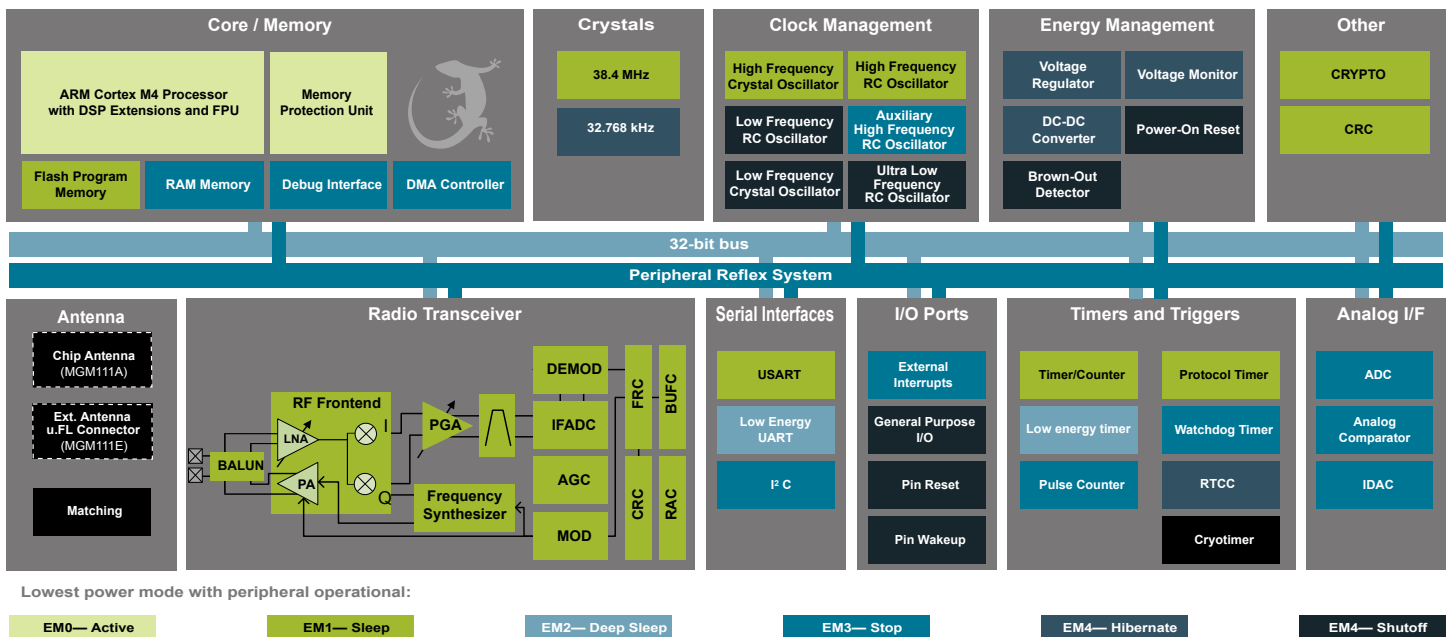 Core / Memory
ARM Cortex M4 Processor
with DSP Extensions and FPU
Memory
Protection Unit
Flash Program
Memory
RAM Memory
Debug Interface
DMA Controller
Crystals
38.4 MHz
32.768 kHz
Clock Management
High Frequency
Crystal Oscillator
High Frequency
RC Oscillator
Low Frequency
RC Oscillator
Auxiliary
High Frequency
RC Oscillator
Low Frequency
Crystal Oscillator
Ultra Low
Frequency
RC Oscillator
Energy Management
Voltage
Regulator
Voltage Monitor
DC-DC
Converter
Power-On Reset
Brown-Out
Detector
Other
CRYPTO
CRC
32-bit bus
Peripheral Reflex System
Antenna
Chip Antenna
(MGM111A)
Ext. Antenna
u.FL Connector
(MGM111E)
Matching
Radio Transceiver
RF Frontend
LNA
I
BALUN
PA
Q
PGA
Frequency
Synthesizer
DEMOD
IFADC
AGC
MOD
FRC
BUFC
CRC
RAC
Serial Interfaces
USART
Low Energy
UART
I² C
I/O Ports
External
Interrupts
General Purpose
I/O
Pin Reset
Pin Wakeup
Timers and Triggers
Timer/Counter
Protocol Timer
Low energy timer
Watchdog Timer
Pulse Counter
RTCC
Cryotimer
Analog I/F
ADC
Analog
Comparator
IDAC
Lowest power mode with peripheral operational:
EM0— Active
EM1— Sleep
EM2— Deep Sleep
EM3— Stop
EM4— Hibernate
EM4— Shutoff